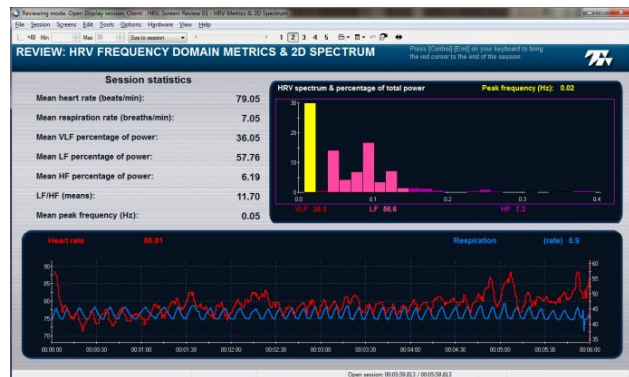 Reviewing mode. Open Display session, Client: HRV, Screen: Review 03 - HRV Metrics & 2D Spectrum
File Session Screens Edit Tools Options Hardware View Help
Min Max Size to session 1 2 3 4 5
REVIEW: HRV FREQUENCY DOMAIN METRICS & 2D SPECTRUM
Press [Control]-[End] on your keyboard to bring
the red cursor to the end of the session
Session statistics
Mean heart rate (beats/min): 79.05
Mean respiration rate (breaths/min): 7.05
Mean VLF percentage of power: 36.05
Mean LF percentage of power: 57.76
Mean HF percentage of power: 6.19
LF/HF (means): 11.70
Mean peak frequency (Hz): 0.05
HRV spectrum & percentage of total power Peak frequency (Hz): 0.02
30
20
10
0
0.0 0.1 0.2 0.3 0.4
VLF 36.2 LF 56.6 HF 7.2
Heart rate 86.81 Respiration (rate) 6.9
90 60
85 55
80 50
75 45
70 40
35
00:00:00 00:00:30 00:01:00 00:01:30 00:02:00 00:02:30 00:03:00 00:03:30 00:04:00 00:04:30 00:05:00 00:05:30 00:06:00
Open session: 00:05:59.813 / 00:05:59.813